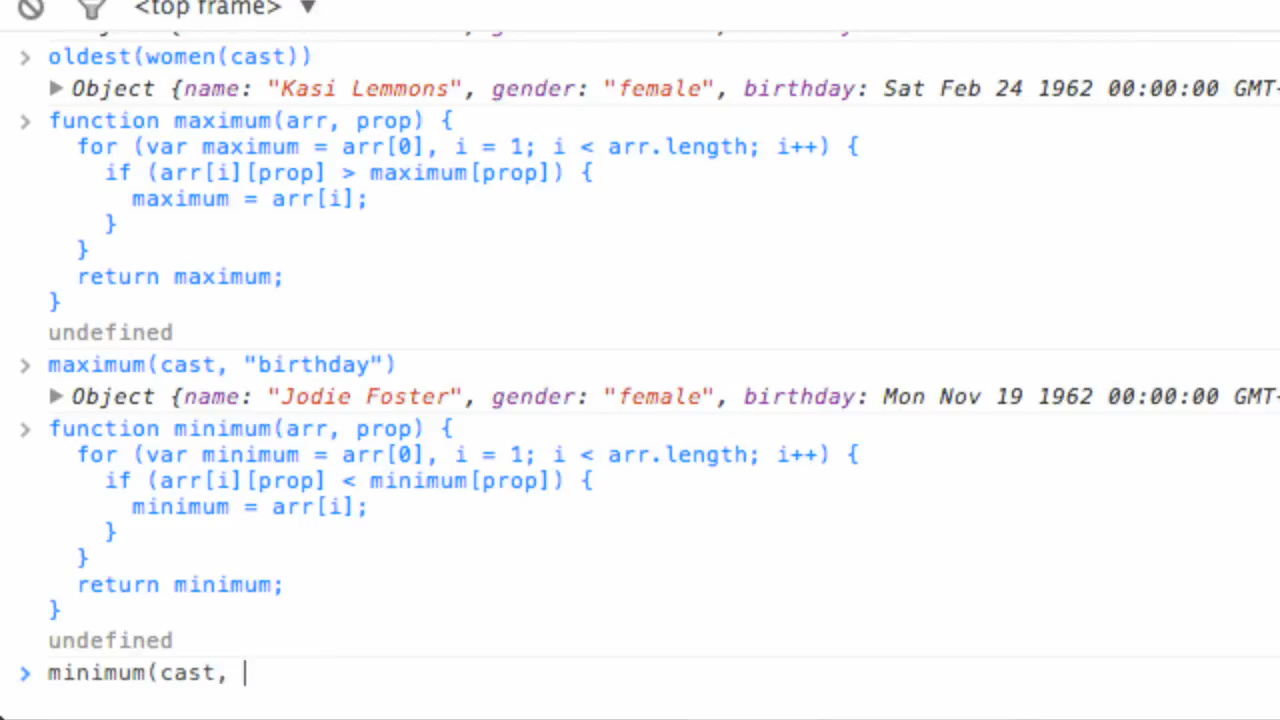 <top frame> ▼
> oldest(women(cast))
▶ Object {name: "Kasi Lemmons", gender: "female", birthday: Sat Feb 24 1962 00:00:00 GMT-
> function maximum(arr, prop) {
for (var maximum = arr[0], i = 1; i < arr.length; i++) {
if (arr[i][prop] > maximum[prop]) {
maximum = arr[i];
}
}
return maximum;
}
undefined
> maximum(cast, "birthday")
▶ Object {name: "Jodie Foster", gender: "female", birthday: Mon Nov 19 1962 00:00:00 GMT-
> function minimum(arr, prop) {
for (var minimum = arr[0], i = 1; i < arr.length; i++) {
if (arr[i][prop] < minimum[prop]) {
minimum = arr[i];
}
}
return minimum;
}
undefined
> minimum(cast,